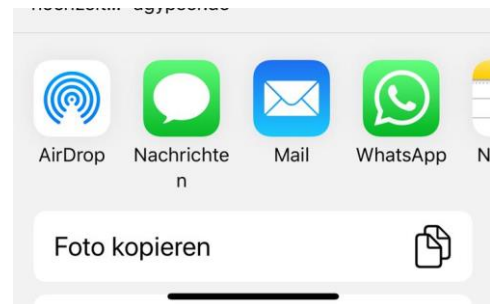 AirDrop
Nachrichte
n
Mail
WhatsApp
N
Foto kopieren